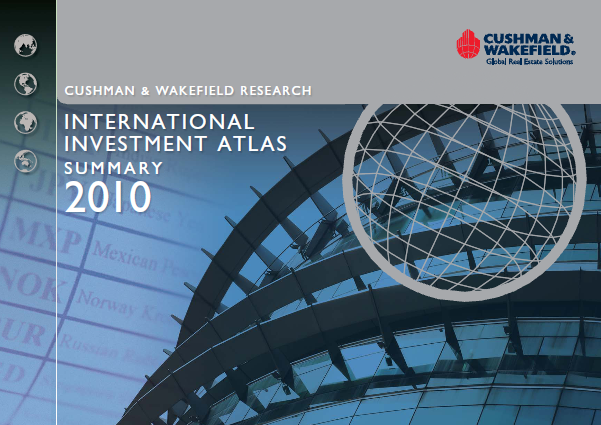 CUSHMAN &
WAKEFIELD®
Global Real Estate Solutions
CUSHMAN & WAKEFIELD RESEARCH
INTERNATIONAL
INVESTMENT ATLAS
SUMMARY
2010
MXP Mexican
NOK Norway
Russian